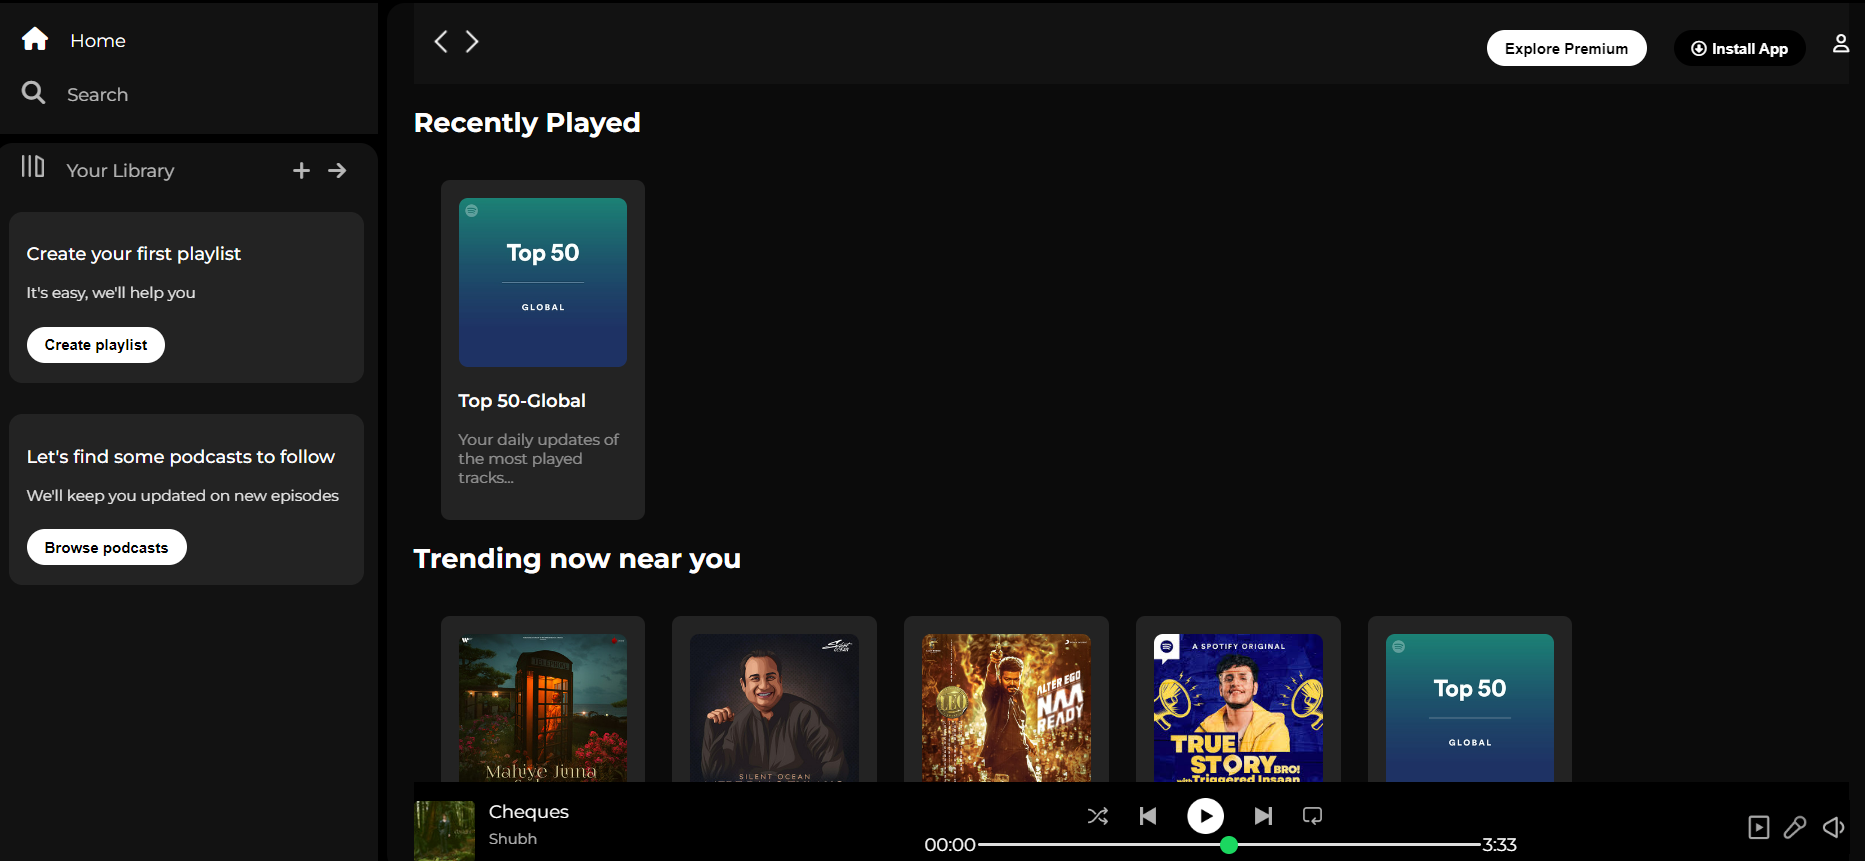 Home
Search
Your Library
Create your first playlist
It's easy, we'll help you
Create playlist
Let's find some podcasts to follow
We'll keep you updated on new episodes
Browse podcasts
Explore Premium
Install App
Recently Played
Top 50
GLOBAL
Top 50-Global
Your daily updates of
the most played
tracks...
Trending now near you
Mahiye Jinna
SILENT OCEAN
LEO
ALTER EGO
NAA
READY
A SPOTIFY ORIGINAL
TRUE
STORY BRO!
with Triggered Insaan
Top 50
GLOBAL
Cheques
Shubh
00:00
3:33